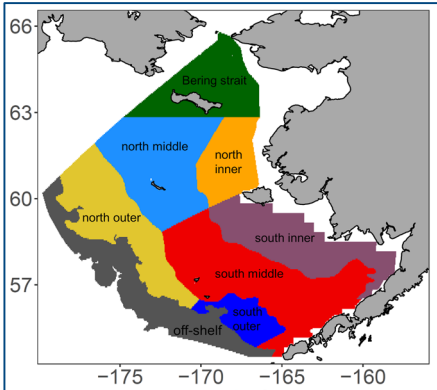 66
Bering strait
63
north middle
north
inner
60
north outer
south inner
south middle
57
south
outer
off-shelf
−175
−170
−165
−160